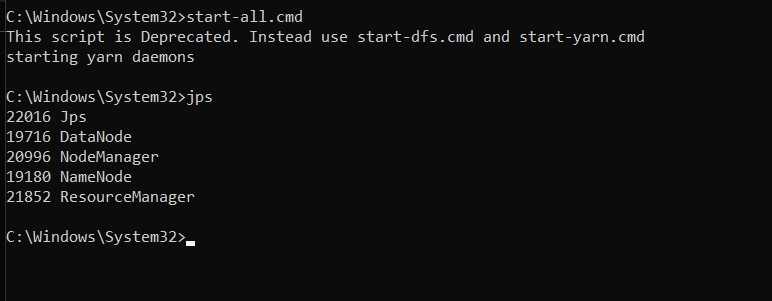 C:\Windows\System32>start-all.cmd
This script is Deprecated. Instead use start-dfs.cmd and start-yarn.cmd
starting yarn daemons
C:\Windows\System32>jps
22016 Jps
19716 DataNode
20996 NodeManager
19180 NameNode
21852 ResourceManager
C:\Windows\System32>